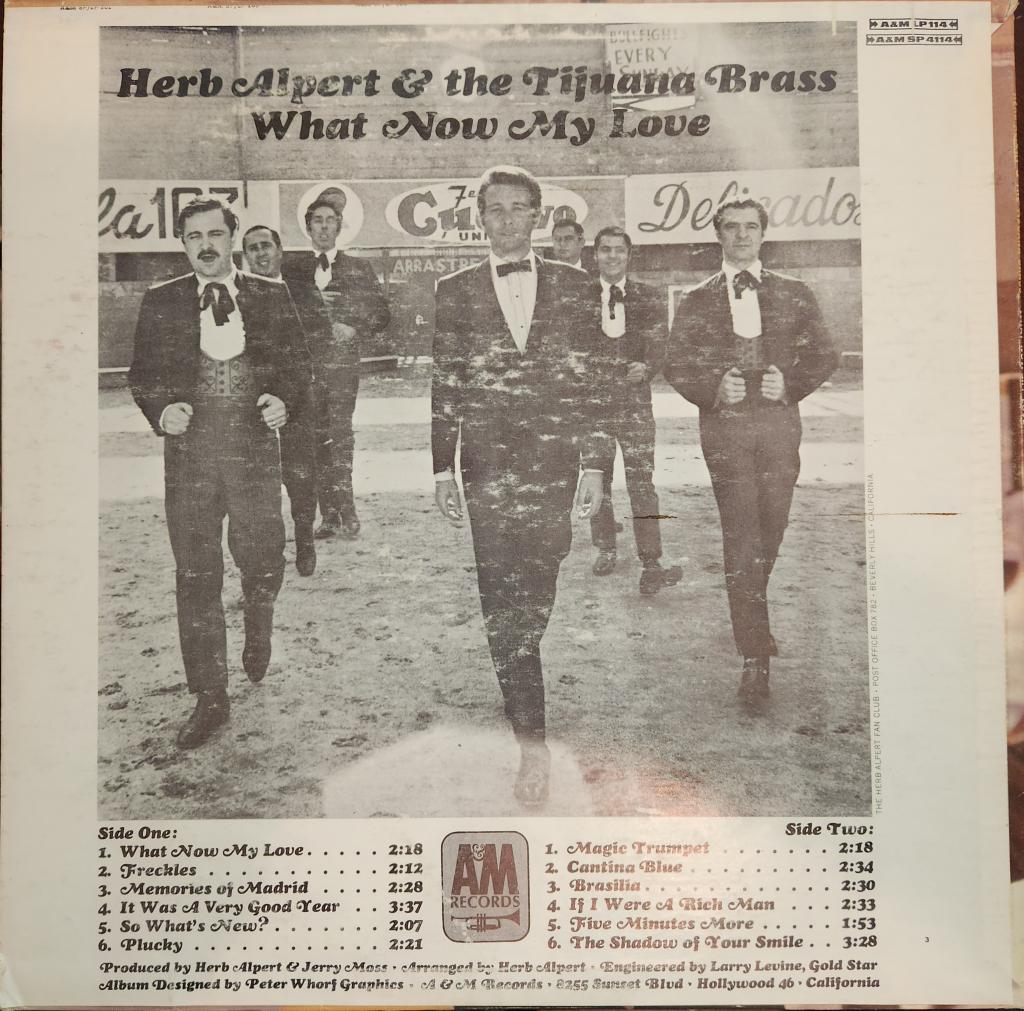 A&M LP 114
A&M SP 4114
BULLFIGHTS
EVERY
Herb Alpert & the Tijuana Brass
What Now My Love
la 103
Delicados
UNI
ARRASTRE
THE HERB ALPERT FAN CLUB · POST OFFICE BOX 782 · BEVERLY HILLS · CALIFORNIA
Side One:
1. What Now My Love . . . . . 2:18
2. Freckles . . . . . . . . . . . 2:12
3. Memories of Madrid . . . . 2:28
4. It Was A Very Good Year . . 3:37
5. So What's New? . . . . . . . 2:07
6. Plucky . . . . . . . . . . . . 2:21
A&M
RECORDS
Side Two:
1. Magic Trumpet . . . . . . . 2:18
2. Cantina Blue . . . . . . . . . 2:34
3. Brasilia . . . . . . . . . . . . 2:30
4. If I Were A Rich Man . . . 2:33
5. Five Minutes More . . . . . 1:53
6. The Shadow of Your Smile . . 3:28
3
Produced by Herb Alpert & Jerry Moss · Arranged by Herb Alpert · Engineered by Larry Levine, Gold Star
Album Designed by Peter Whorf Graphics · A & M Records · 8255 Sunset Blvd · Hollywood 46 · California